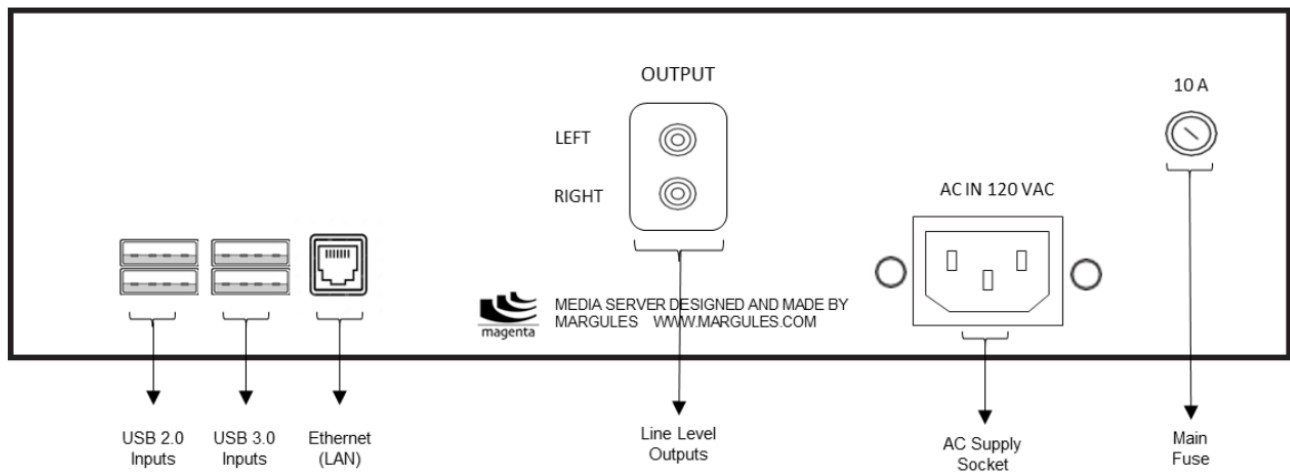 OUTPUT
10 A
LEFT
RIGHT
AC IN 120 VAC
magenta
MEDIA SERVER DESIGNED AND MADE BY
MARGULES WWW.MARGULES.COM
USB 2.0
Inputs
USB 3.0
Inputs
Ethernet
(LAN)
Line Level
Outputs
AC Supply
Socket
Main
Fuse